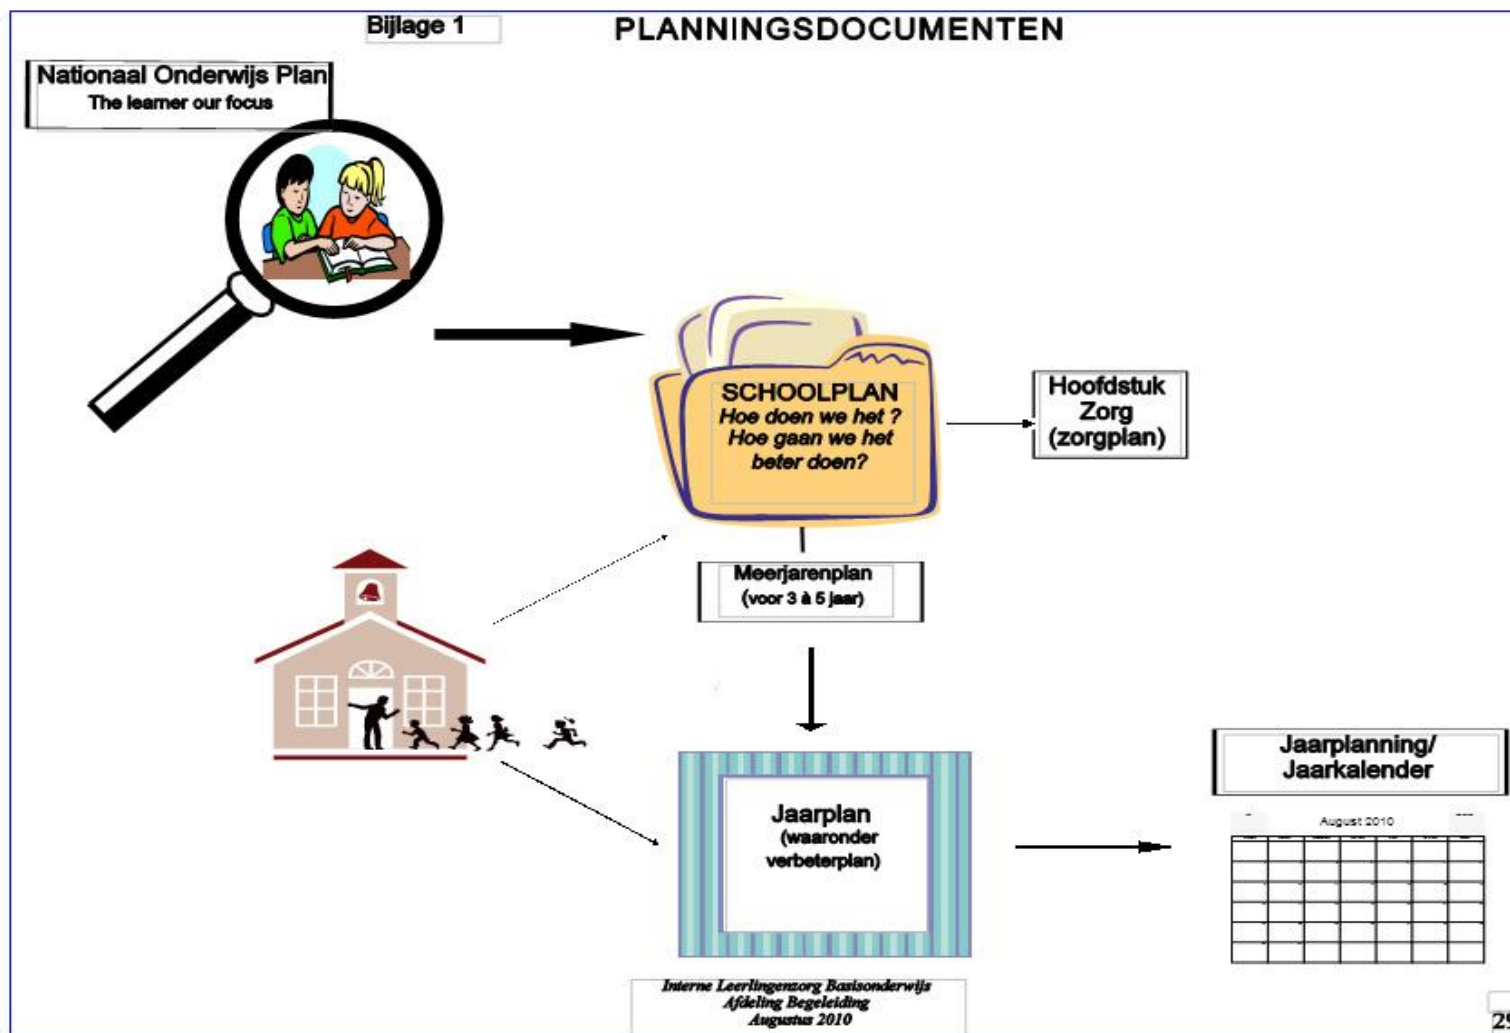 Bijlage 1
PLANNINGSDOCUMENTEN
Nationaal Onderwijs Plan
The learner our focus
SCHOOLPLAN
Hoe doen we het ?
Hoe gaan we het
beter doen?
Hoofdstuk
Zorg
(zorgplan)
Meerjarenplan
(voor 3 à 5 jaar)
Jaarplan
(waaronder
verbeterplan)
Jaarplanning/
Jaarkalender
August 2010
Interne Leerlingenzorg Basisonderwijs
Afdeling Begeleiding
Augustus 2010